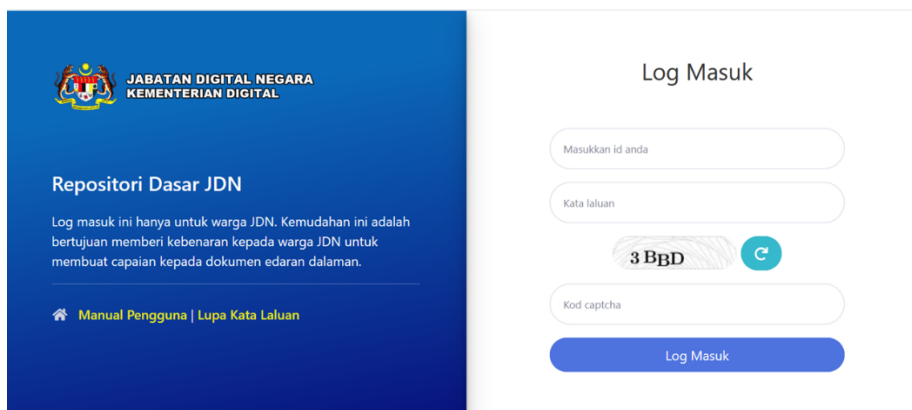 JABATAN DIGITAL NEGARA
KEMENTERIAN DIGITAL
Repositori Dasar JDN
Log masuk ini hanya untuk warga JDN. Kemudahan ini adalah
bertujuan memberi kebenaran kepada warga JDN untuk
membuat capaian kepada dokumen edaran dalaman.
Manual Pengguna | Lupa Kata Laluan
Log Masuk
Masukkan id anda
Kata laluan
3 BBD
Kod captcha
Log Masuk